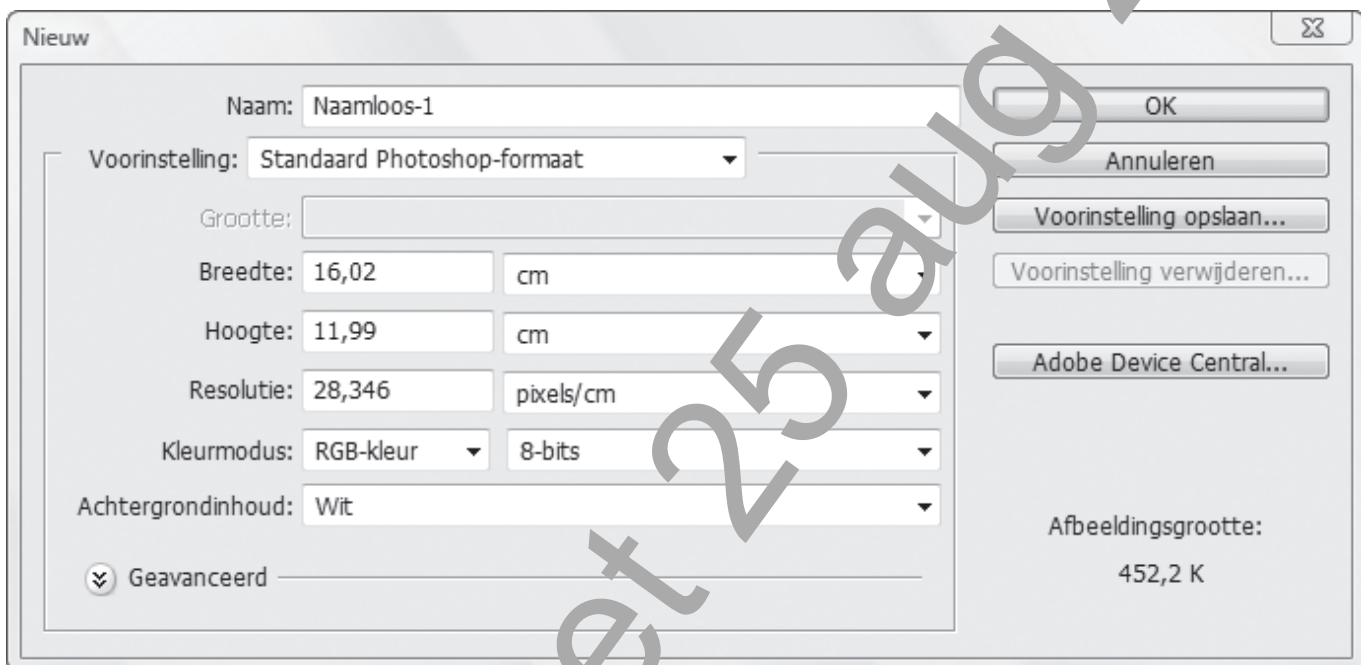 Nieuw
Naam: Naamloos-1
OK
Voorinstelling: Standaard Photoshop-formaat
Annuleren
Grootte:
Voorinstelling opslaan...
Breedte: 16,02 cm
Voorinstelling verwijderen...
Hoogte: 11,99 cm
Adobe Device Central...
Resolutie: 28,346 pixels/cm
Kleurmodus: RGB-kleur 8-bits
Achtergrondinhoud: Wit
Afbeeldingsgrootte:
452,2 K
Geavanceerd
25 aug